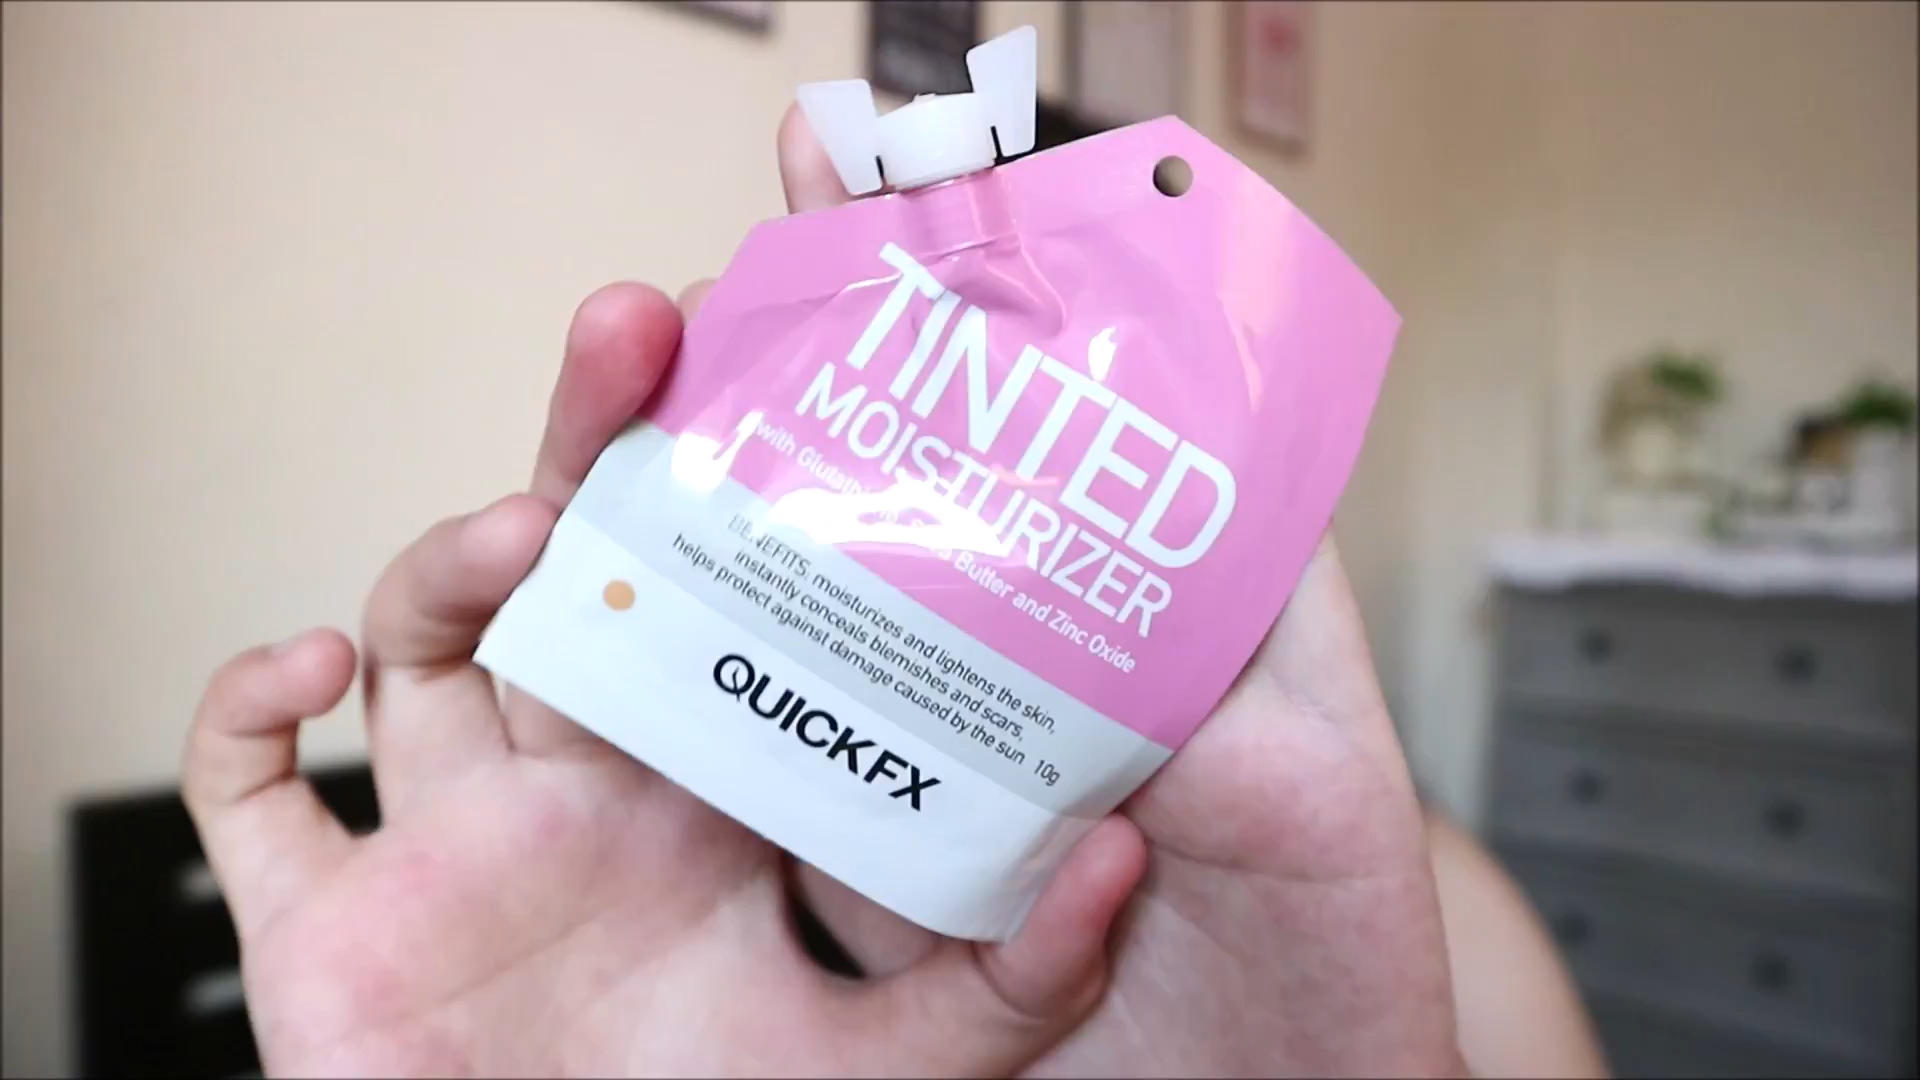 TINTED
MOISTURIZER
with Butter and Zinc Oxide
BENEFITS: moisturizes and lightens the skin,
instantly conceals blemishes and scars,
helps protect against damage caused by the sun 10g
QUICKFX